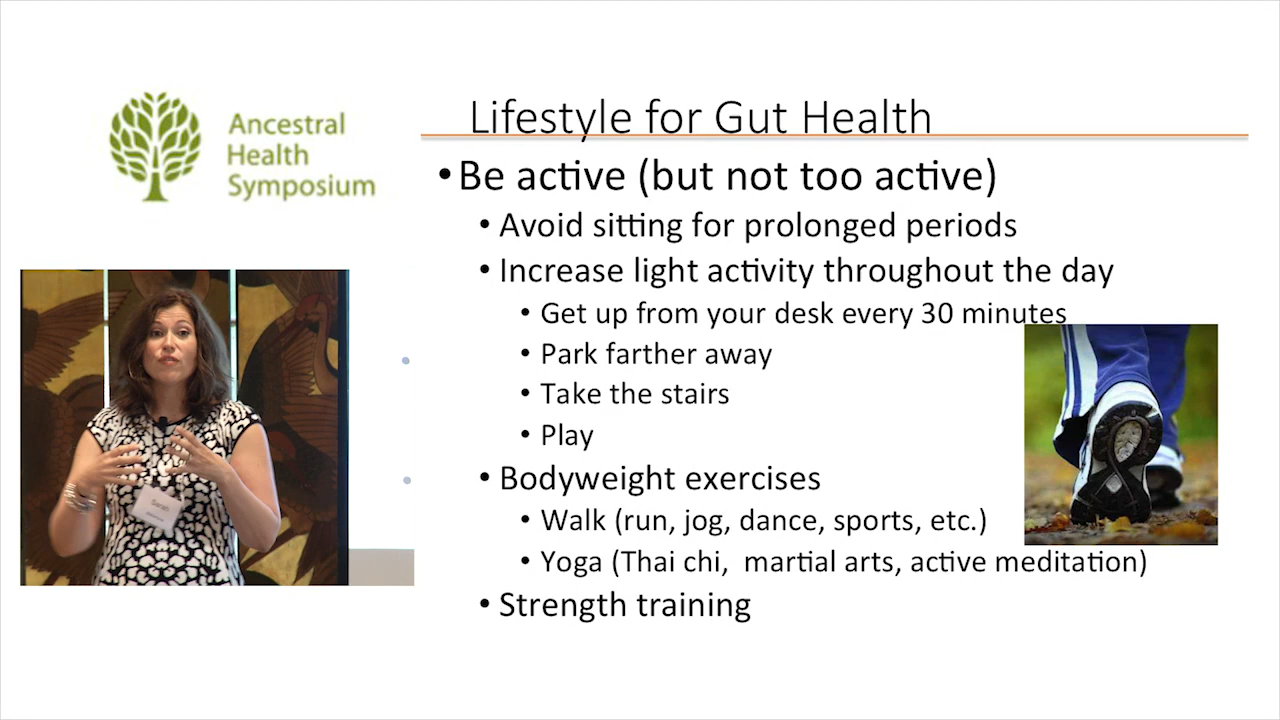 Ancestral
Health
Symposium
Lifestyle for Gut Health
•Be active (but not too active)
• Avoid sitting for prolonged periods
• Increase light activity throughout the day
• Get up from your desk every 30 minutes
• Park farther away
• Take the stairs
• Play
• Bodyweight exercises
• Walk (run, jog, dance, sports, etc.)
• Yoga (Thai chi, martial arts, active meditation)
• Strength training
Sarah